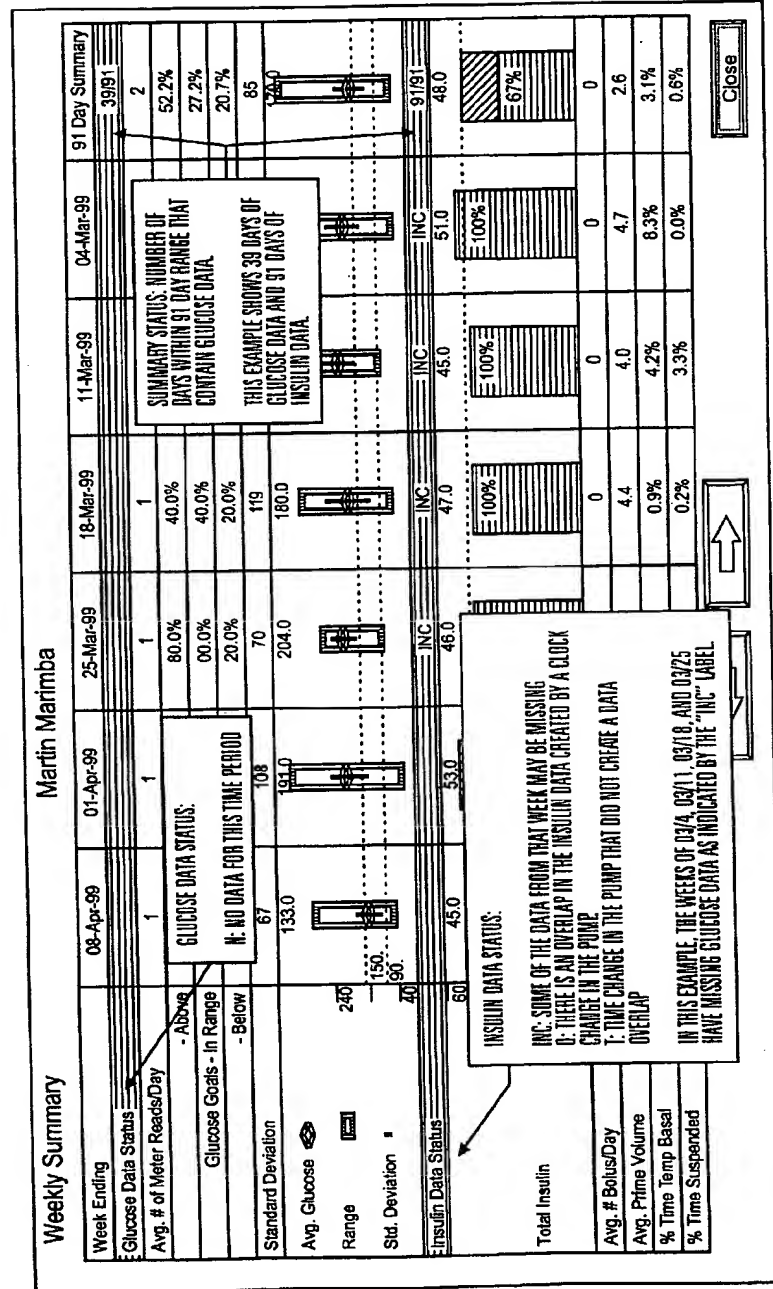 Weekly Summary Martin Marimba
Week Ending 08-Apr-99 01-Apr-99 25-Mar-99 18-Mar-99 11-Mar-99 04-Mar-99 91 Day Summary
Glucose Data Status 39/91
Avg. # of Meter Reads/Day 1 1 1 1 2
- Above 80.0% 40.0% 52.2%
Glucose Goals - In Range 00.0% 40.0% 27.2%
- Below 20.0% 20.0% 20.7%
Standard Deviation 67 108 70 119 85
133.0 191.0 204.0 180.0 170.0
Avg. Glucose
Range
Std. Deviation
240
150.
90.
40
GLUCOSE DATA STATUS:
N: NO DATA FOR THIS TIME PERIOD
SUMMARY STATUS: NUMBER OF
DAYS WITHIN 91 DAY RANGE THAT
CONTAIN GLUCOSE DATA.
THIS EXAMPLE SHOWS 39 DAYS OF
GLUCOSE DATA AND 91 DAYS OF
INSULIN DATA.
Insulin Data Status INC INC INC INC 91/91
45.0 53.0 46.0 47.0 45.0 51.0 48.0
60
Total Insulin 100% 100% 100% 67%
Avg. # Bolus/Day 0 0 0 0
Avg. Prime Volume 4.4 4.0 4.7 2.6
% Time Temp Basal 0.9% 4.2% 8.3% 3.1%
% Time Suspended 0.2% 3.3% 0.0% 0.6%
INSULIN DATA STATUS:
INC: SOME OF THE DATA FROM THAT WEEK MAY BE MISSING
O: THERE IS AN OVERLAP IN THE INSULIN DATA CREATED BY A CLOCK
CHANGE IN THE PUMP.
T: TIME CHANGE IN THE PUMP THAT DID NOT CREATE A DATA
OVERLAP
IN THIS EXAMPLE, THE WEEKS OF 03/4, 03/11, 03/18, AND 03/25
HAVE MISSING GLUCOSE DATA AS INDICATED BY THE "INC" LABEL.
Close